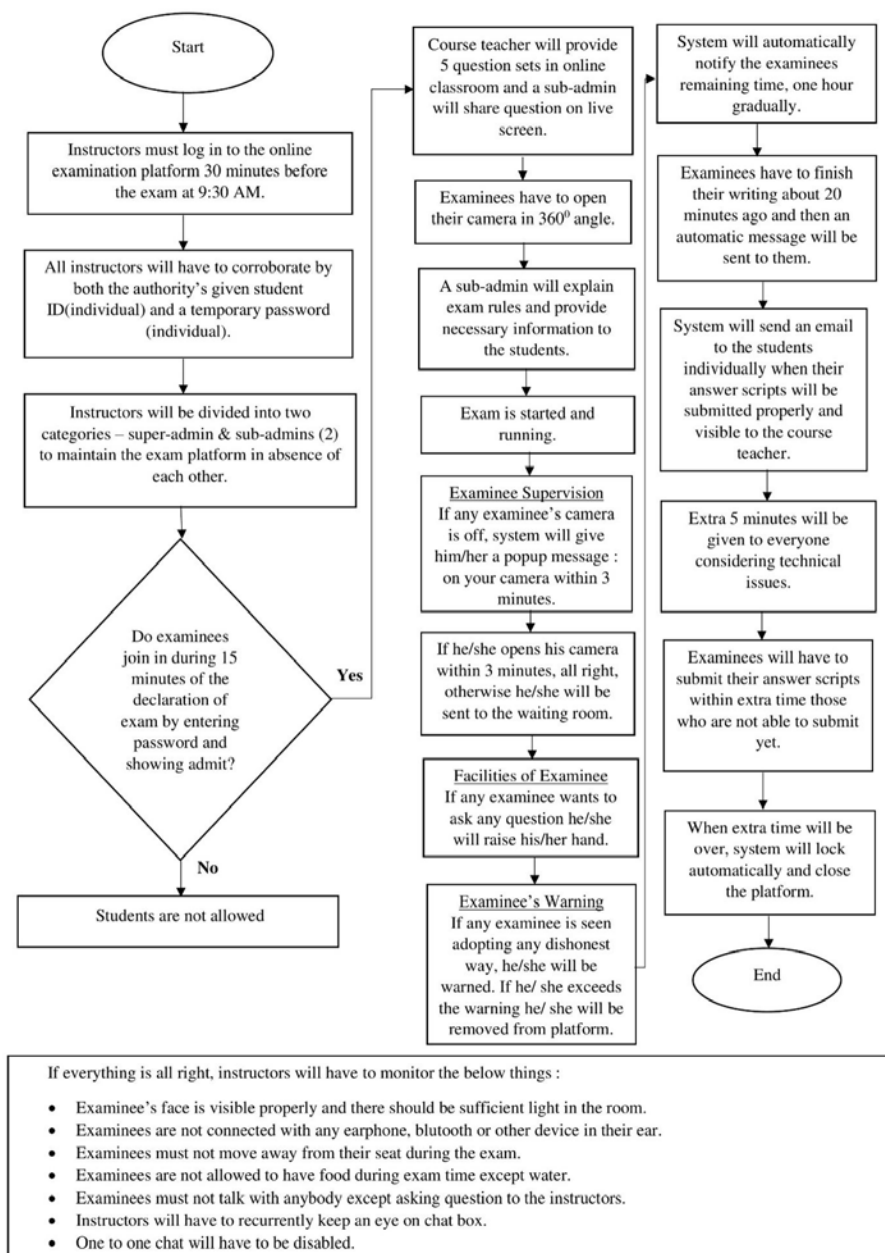 Start
Instructors must log in to the online
examination platform 30 minutes before
the exam at 9:30 AM.
All instructors will have to corroborate by
both the authority's given student
ID(individual) and a temporary password
(individual).
Instructors will be divided into two
categories – super-admin & sub-admins (2)
to maintain the exam platform in absence of
each other.
Do examinees
join in during 15
minutes of the
declaration of
exam by entering
password and
showing admit?
Yes
No
Students are not allowed
Course teacher will provide
5 question sets in online
classroom and a sub-admin
will share question on live
screen.
Examinees have to open
their camera in 360⁰ angle.
A sub-admin will explain
exam rules and provide
necessary information to
the students.
Exam is started and
running.
Examinee Supervision
If any examinee's camera
is off, system will give
him/her a popup message :
on your camera within 3
minutes.
If he/she opens his camera
within 3 minutes, all right,
otherwise he/she will be
sent to the waiting room.
Facilities of Examinee
If any examinee wants to
ask any question he/she
will raise his/her hand.
Examinee's Warning
If any examinee is seen
adopting any dishonest
way, he/she will be
warned. If he/ she exceeds
the warning he/ she will be
removed from platform.
System will automatically
notify the examinees
remaining time, one hour
gradually.
Examinees have to finish
their writing about 20
minutes ago and then an
automatic message will be
sent to them.
System will send an email
to the students
individually when their
answer scripts will be
submitted properly and
visible to the course
teacher.
Extra 5 minutes will be
given to everyone
considering technical
issues.
Examinees will have to
submit their answer scripts
within extra time those
who are not able to submit
yet.
When extra time will be
over, system will lock
automatically and close
the platform.
End
If everything is all right, instructors will have to monitor the below things :
• Examinee's face is visible properly and there should be sufficient light in the room.
• Examinees are not connected with any earphone, blutooth or other device in their ear.
• Examinees must not move away from their seat during the exam.
• Examinees are not allowed to have food during exam time except water.
• Examinees must not talk with anybody except asking question to the instructors.
• Instructors will have to recurrently keep an eye on chat box.
• One to one chat will have to be disabled.